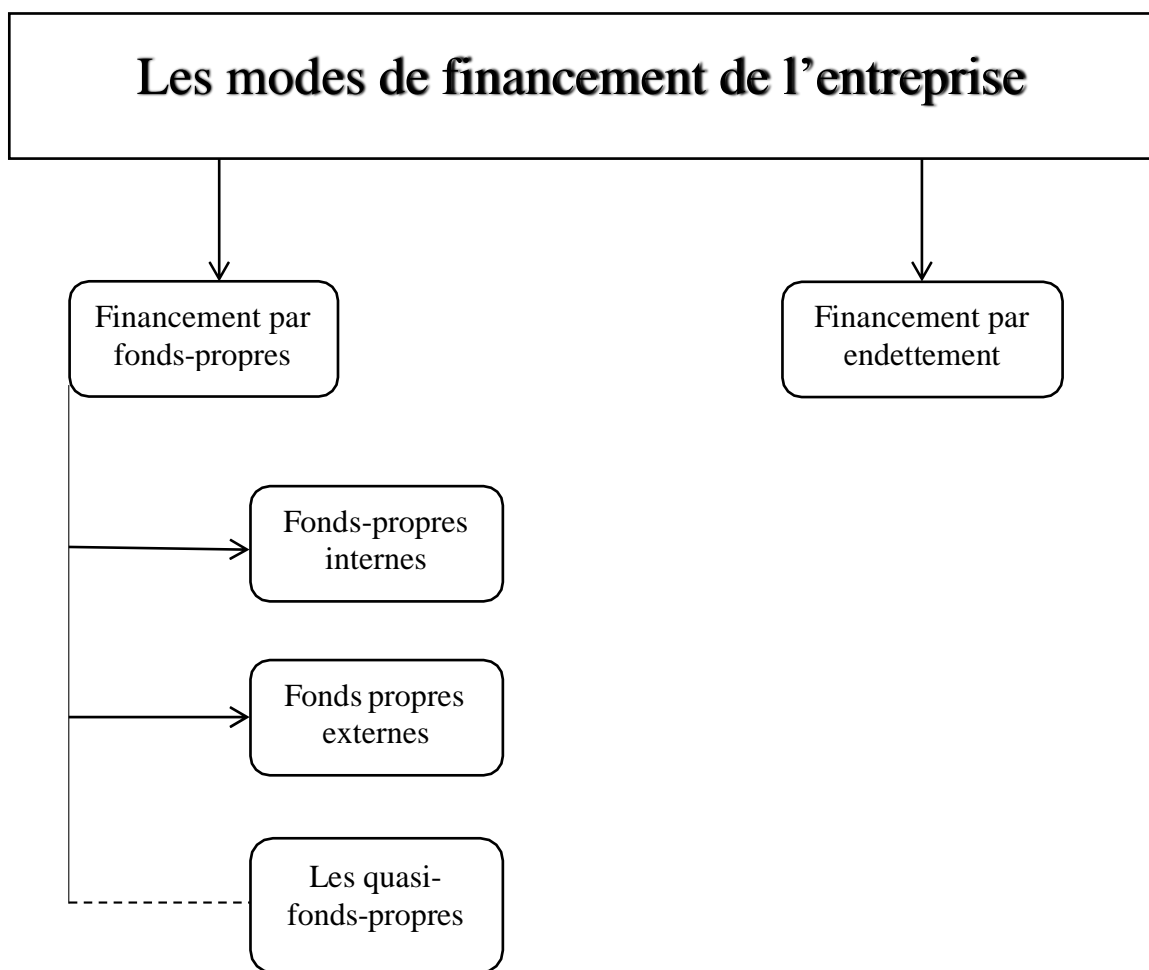 Les modes de financement de l’entreprise
Financement par
fonds-propres
Financement par
endettement
Fonds-propres
internes
Fonds propres
externes
Les quasi-
fonds-propres